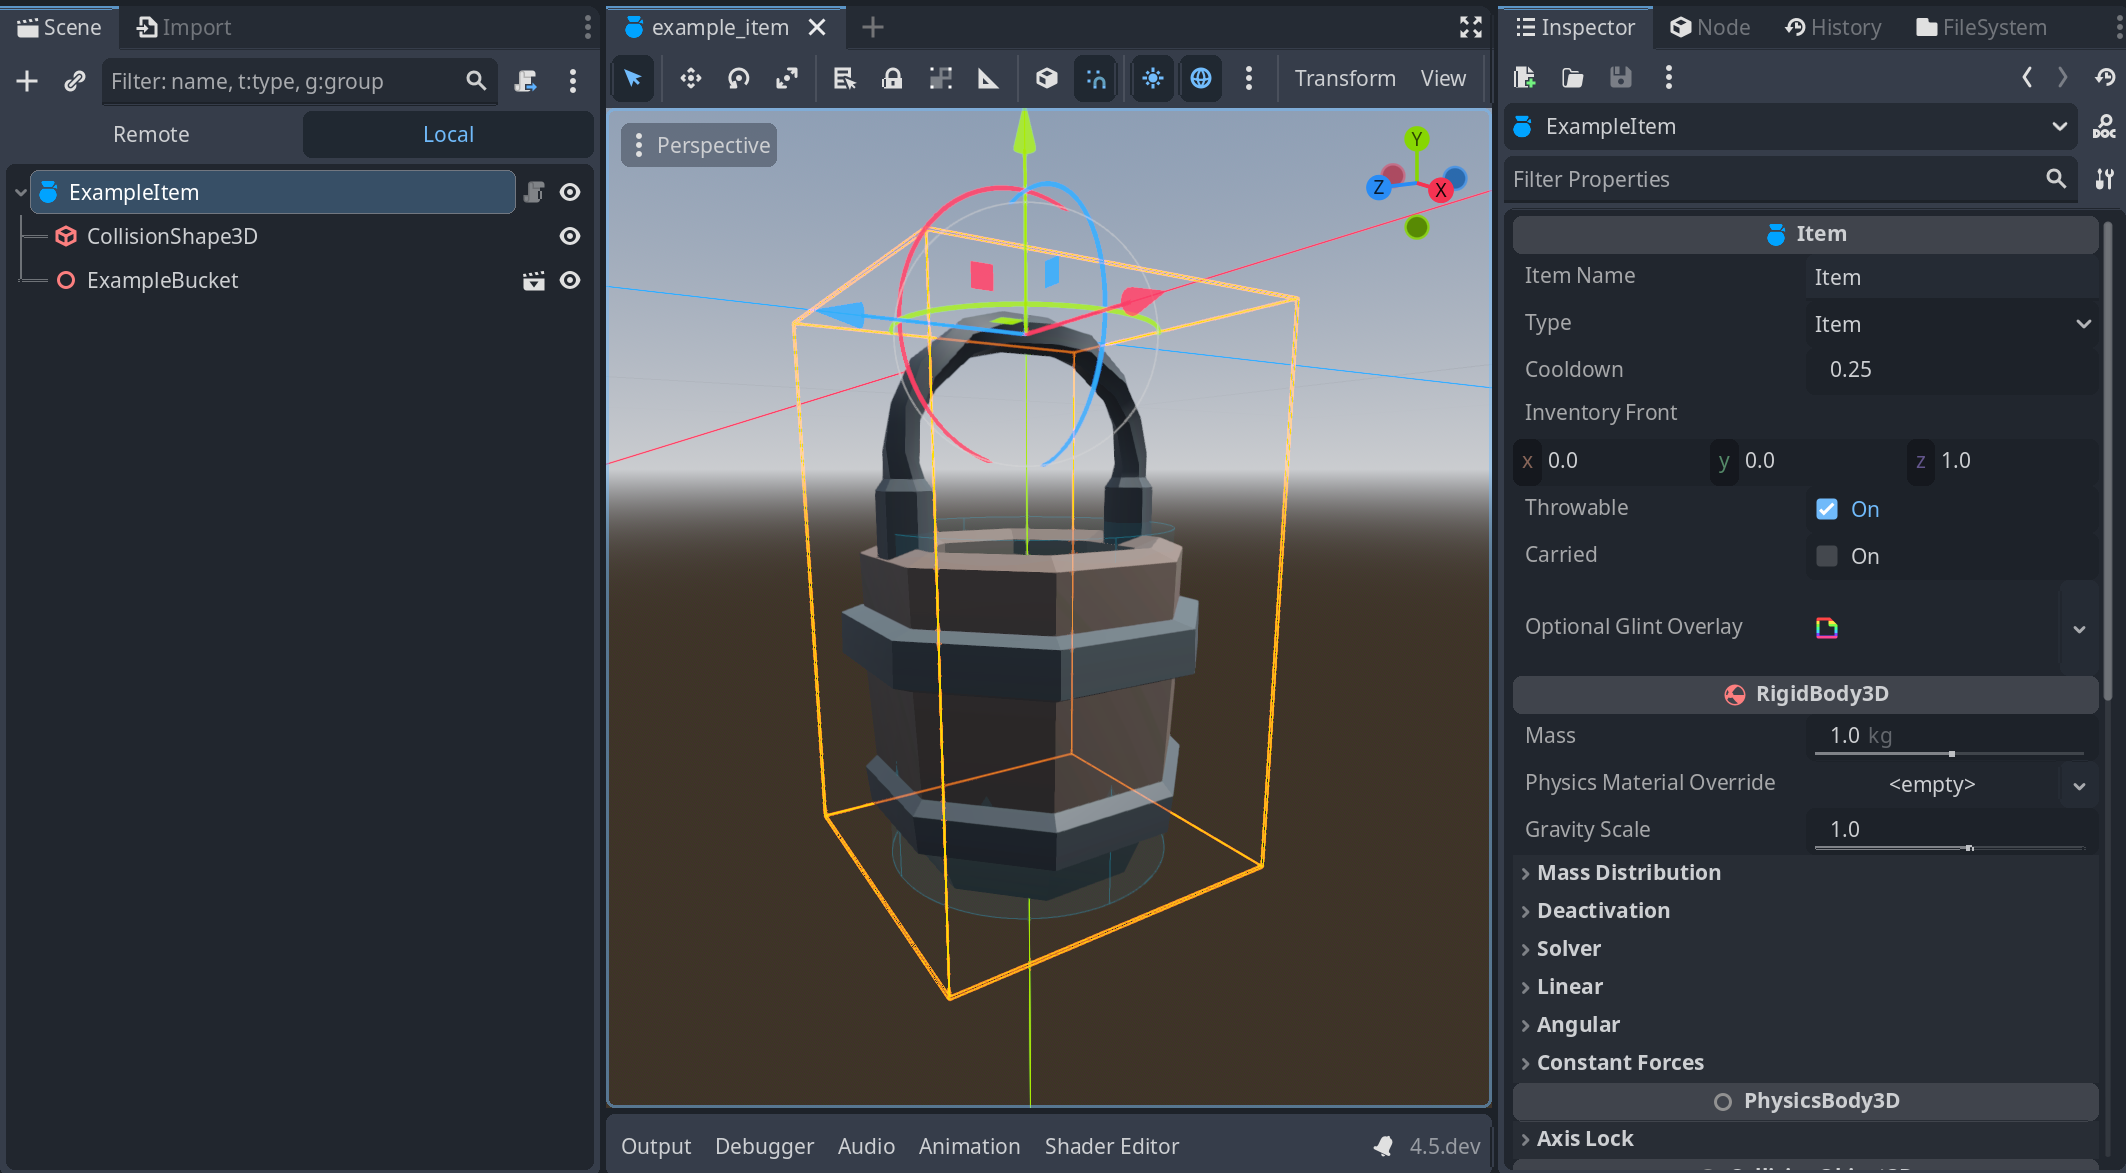 Scene
Import
Filter: name, t:type, g:group
Remote
Local
ExampleItem
CollisionShape3D
ExampleBucket
example_item
Transform
View
Perspective
Y
Z
X
Output
Debugger
Audio
Animation
Shader Editor
4.5.dev
Inspector
Node
History
FileSystem
ExampleItem
DOC
Filter Properties
Item
Item Name
Item
Type
Item
Cooldown
0.25
Inventory Front
x 0.0 y 0.0 z 1.0
Throwable
On
Carried
On
Optional Glint Overlay
RigidBody3D
Mass
1.0 kg
Physics Material Override
<empty>
Gravity Scale
1.0
Mass Distribution
Deactivation
Solver
Linear
Angular
Constant Forces
PhysicsBody3D
Axis Lock